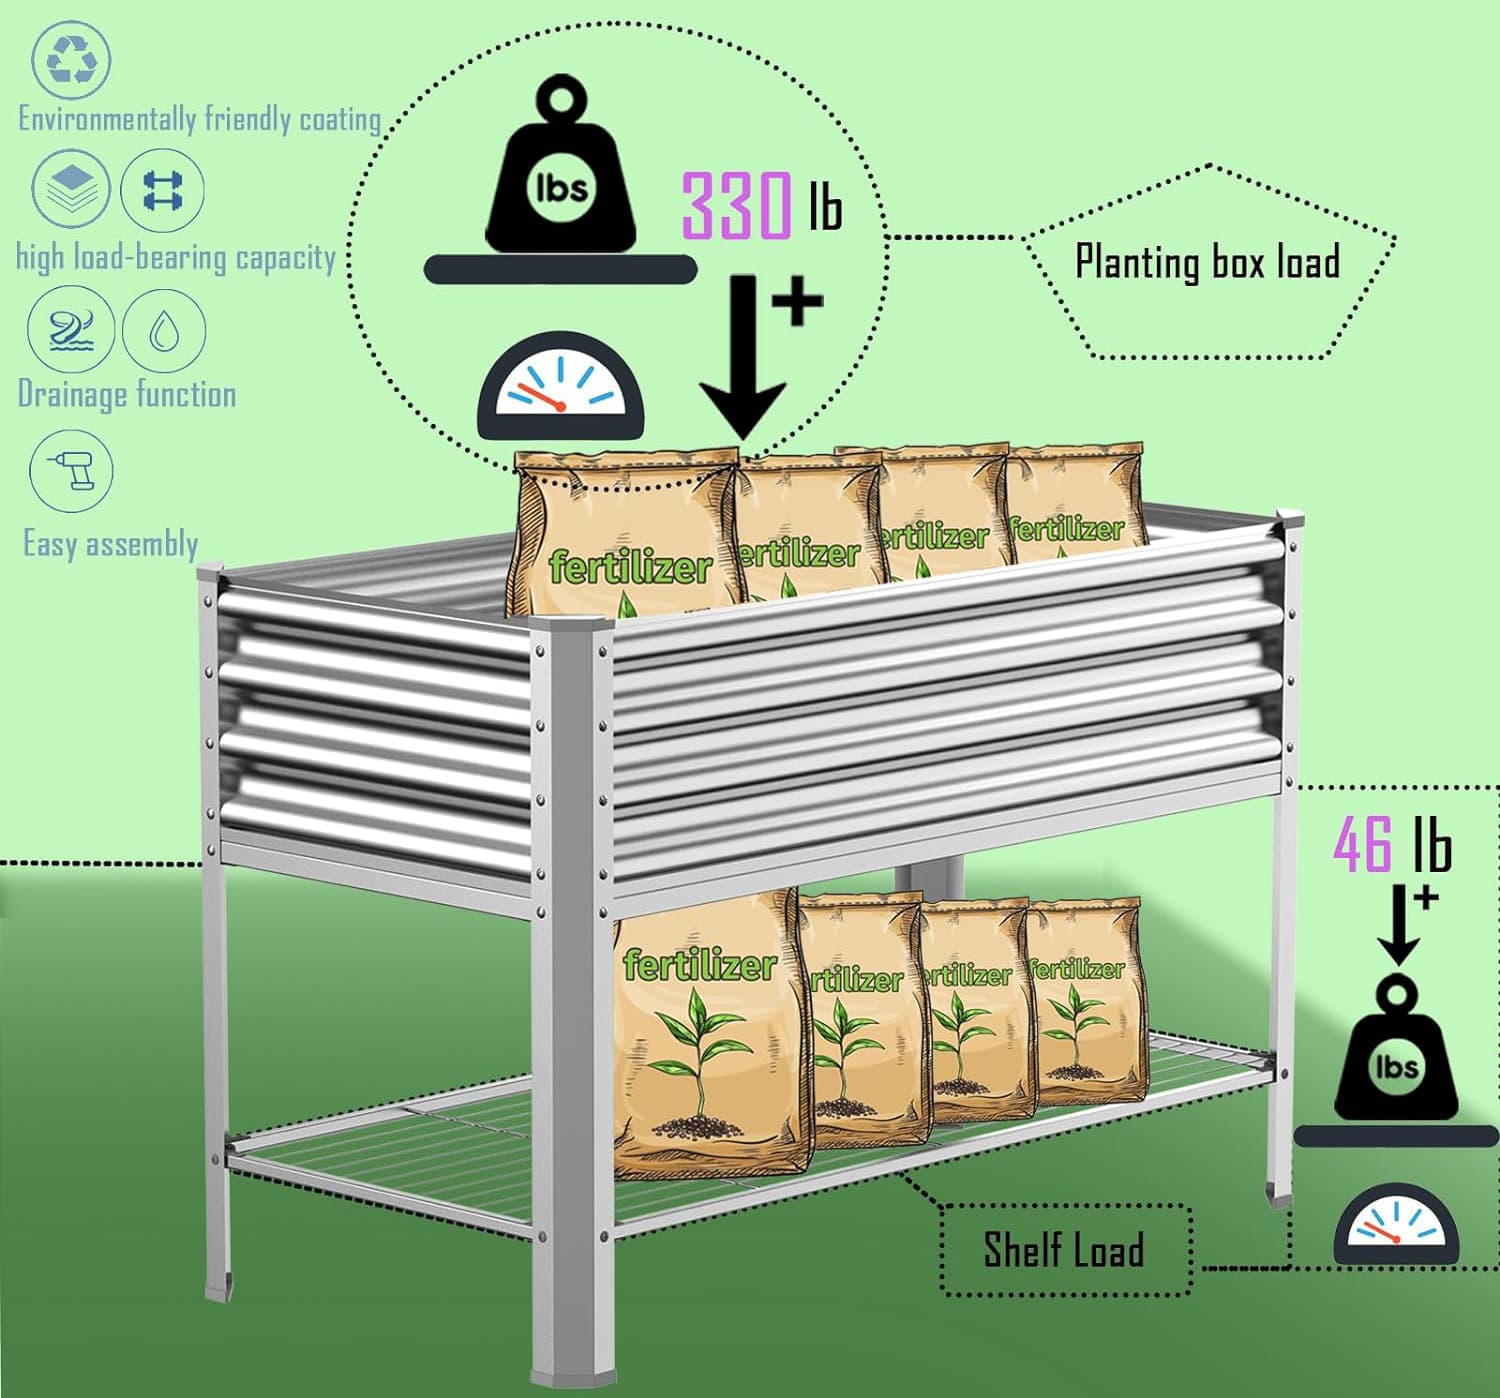 Environmentally friendly coating
high load-bearing capacity
Drainage function
Easy assembly
lbs
330 lb
+
Planting box load
fertilizer
ertilizer
ertilizer
fertilizer
46 lb
+
lbs
fertilizer
rtilizer
ertilizer
fertilizer
Shelf Load